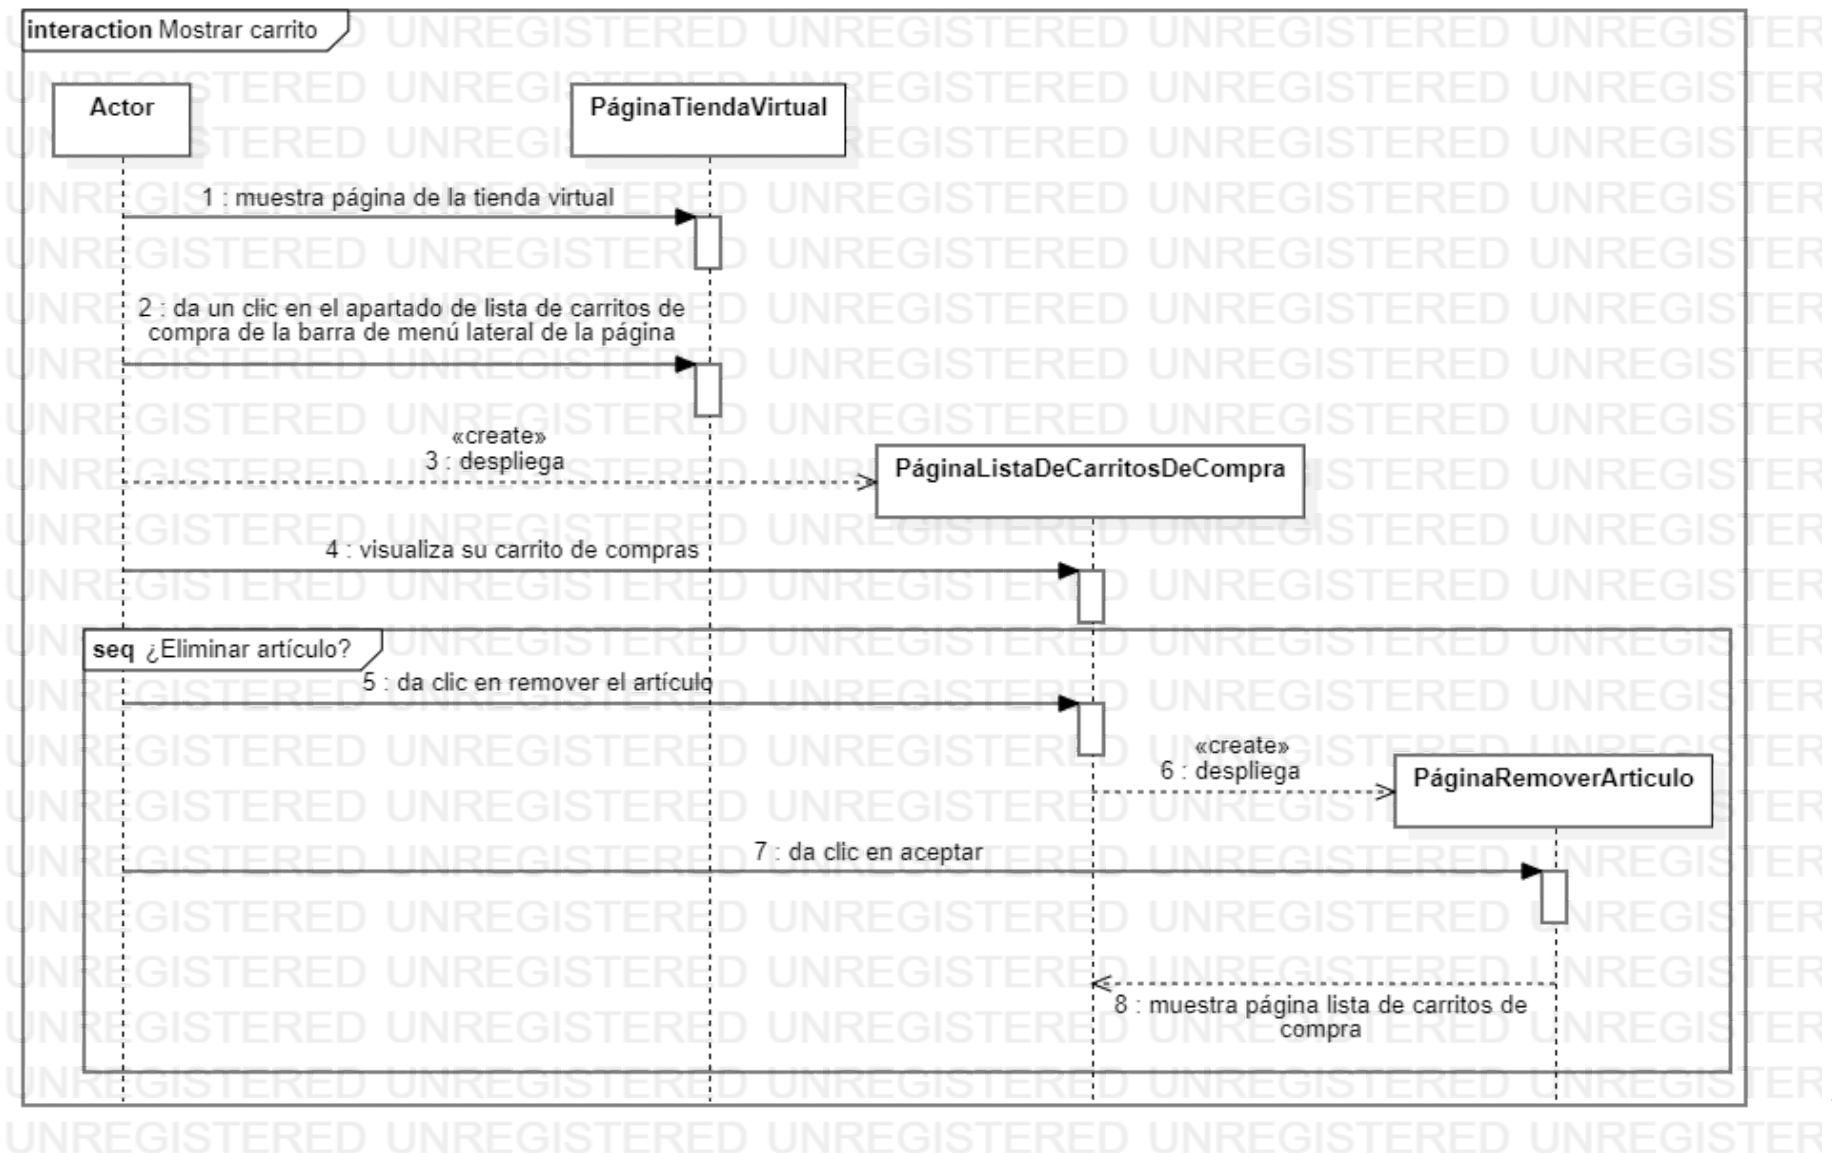 interaction Mostrar carrito
Actor
PáginaTiendaVirtual
1 : muestra página de la tienda virtual
2 : da un clic en el apartado de lista de carritos de
compra de la barra de menú lateral de la página
«create»
3 : despliega
PáginaListaDeCarritosDeCompra
4 : visualiza su carrito de compras
seq ¿Eliminar artículo?
5 : da clic en remover el artículo
«create»
6 : despliega
PáginaRemoverArticulo
7 : da clic en aceptar
8 : muestra página lista de carritos de
compra
UNREGISTERED